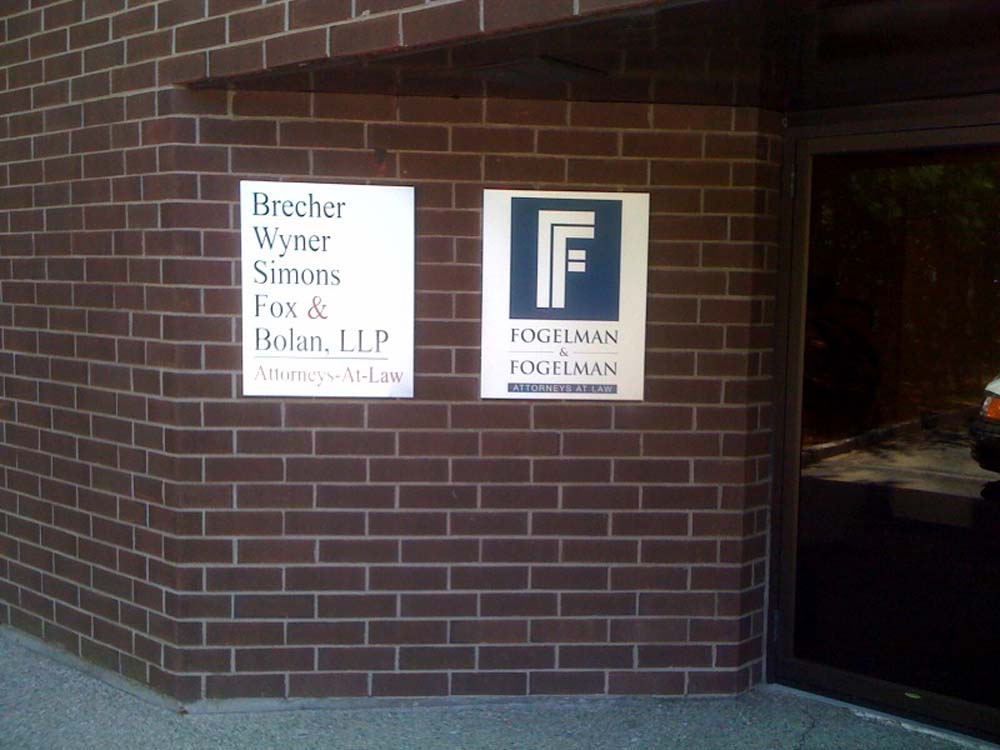 Brecher
Wyner
Simons
Fox &
Bolan, LLP
Attorneys-At-Law
F
FOGELMAN
&
FOGELMAN
ATTORNEYS AT LAW